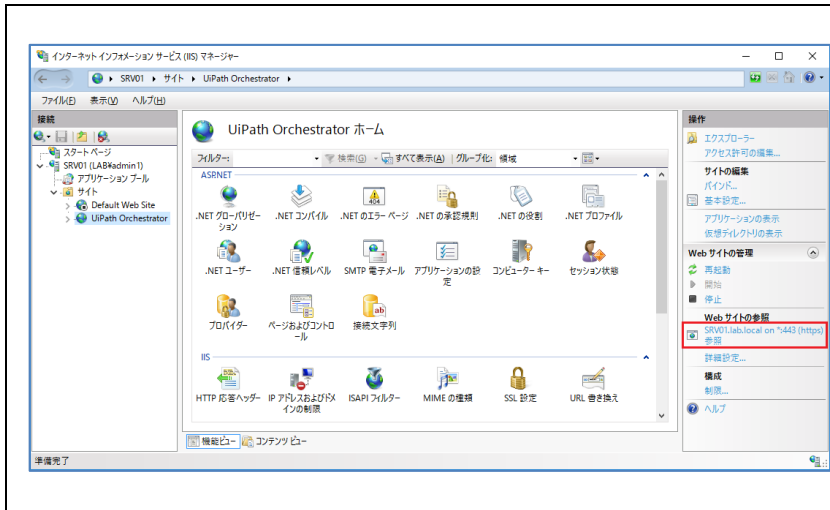 インターネット インフォメーション サービス (IIS) マネージャー
SRV01 ▸ サイト ▸ UiPath Orchestrator ▸
ファイル(F) 表示(V) ヘルプ(H)
接続
スタート ページ
SRV01 (LAB¥admin1)
アプリケーション プール
サイト
Default Web Site
UiPath Orchestrator
UiPath Orchestrator ホーム
フィルター: 検索(G) すべて表示(A) グループ化: 領域
ASP.NET
.NET グローバリゼーション
.NET コンパイル
.NET のエラー ページ
.NET の承認規則
.NET の役割
.NET プロファイル
.NET ユーザー
.NET 信頼レベル
SMTP 電子メール
アプリケーションの設定
コンピューター キー
セッション状態
プロバイダー
ページおよびコントロール
接続文字列
IIS
HTTP 応答ヘッダー
IP アドレスおよびドメインの制限
ISAPI フィルター
MIME の種類
SSL 設定
URL 書き換え
機能ビュー コンテンツ ビュー
準備完了
操作
エクスプローラー
アクセス許可の編集...
サイトの編集
バインド...
基本設定...
アプリケーションの表示
仮想ディレクトリの表示
Web サイトの管理
再起動
開始
停止
Web サイトの参照
SRV01.lab.local on *:443 (https)
参照
詳細設定...
構成
制限...
ヘルプ